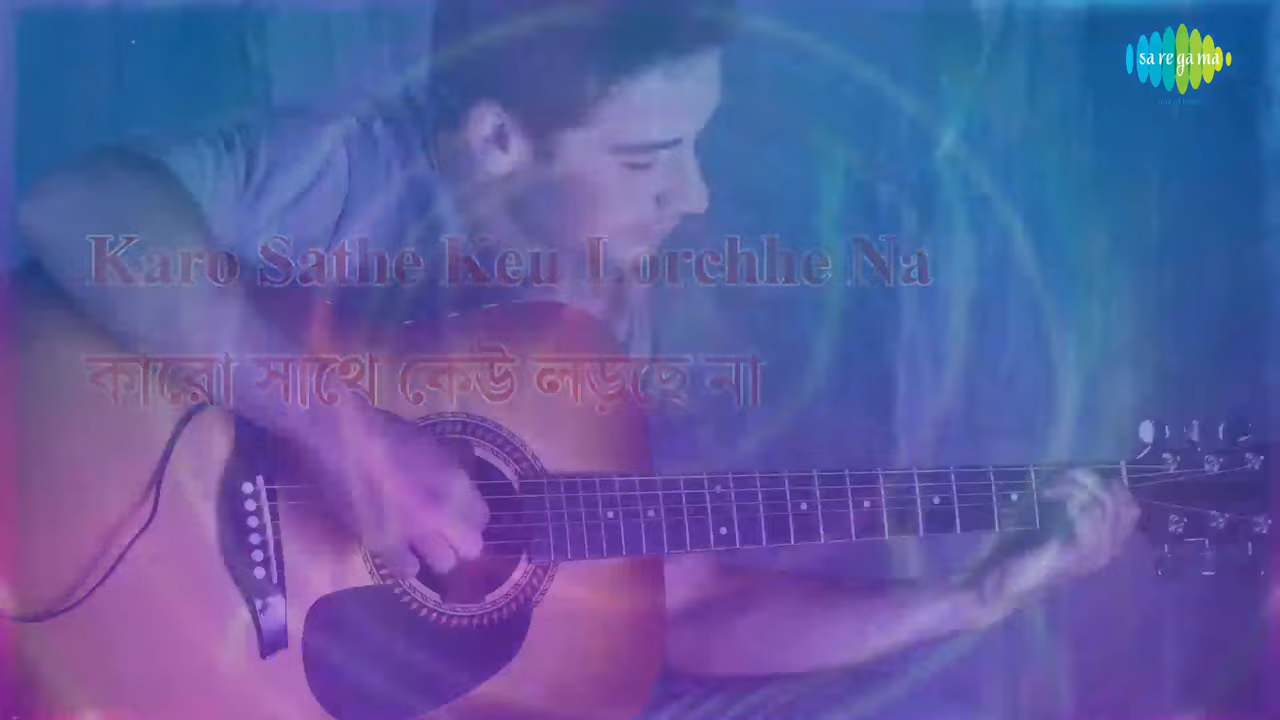 sa re ga ma
Karo Sathe Keu Lorchhe Na
কারো সাথে কেউ লড়ছে না